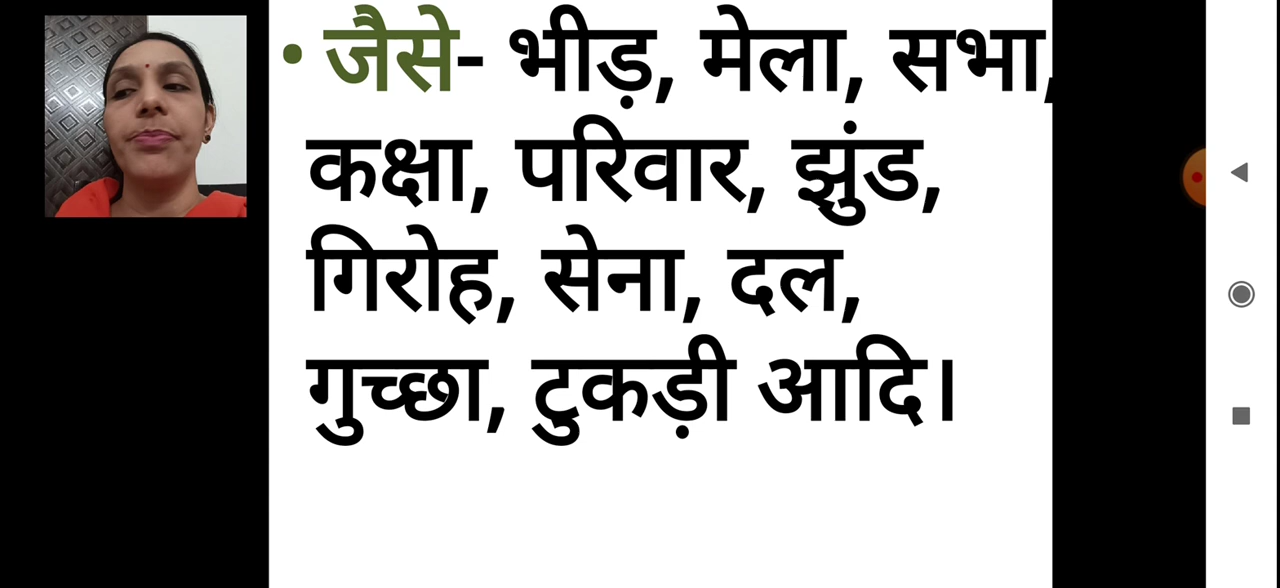 • जैसे- भीड़, मेला, सभा,
कक्षा, परिवार, झुंड,
गिरोह, सेना, दल,
गुच्छा, टुकड़ी आदि।